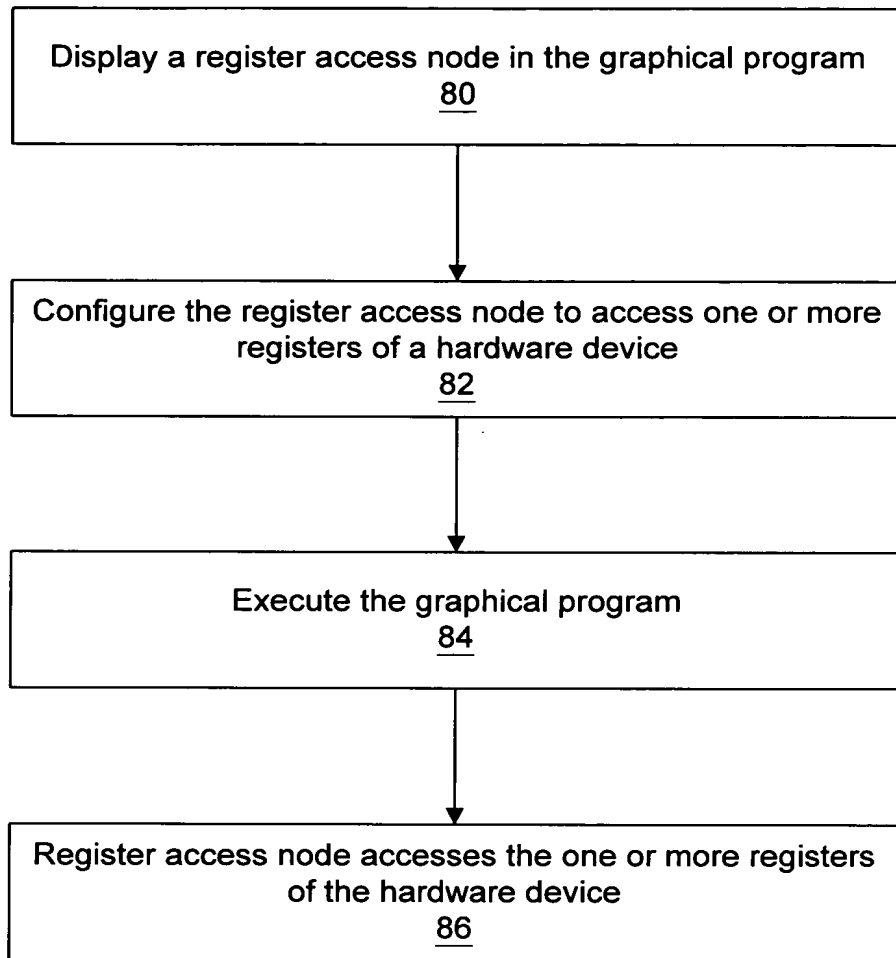 Display a register access node in the graphical program
80
Configure the register access node to access one or more
registers of a hardware device
82
Execute the graphical program
84
Register access node accesses the one or more registers
of the hardware device
86